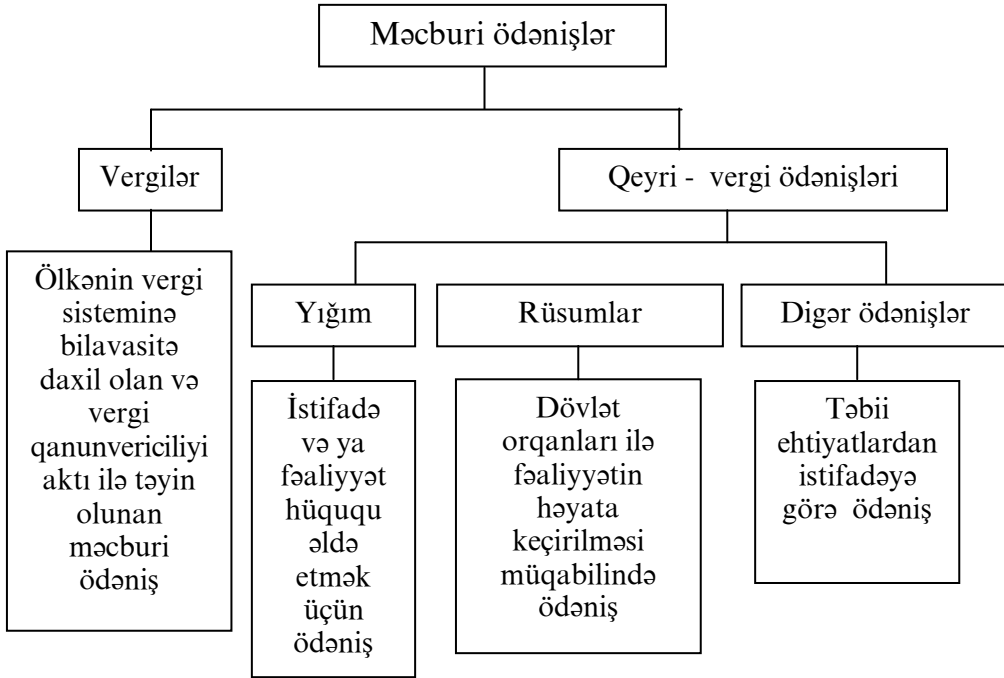 Məcburi ödənişlər
Vergilər
Qeyri - vergi ödənişləri
Ölkənin vergi
sisteminə
bilavasitə
daxil olan və
vergi
qanunvericiliyi
aktı ilə təyin
olunan
məcburi
ödəniş
Yığım
Rüsumlar
Digər ödənişlər
İstifadə
və ya
fəaliyyət
hüququ
əldə
etmək
üçün
ödəniş
Dövlət
orqanları ilə
fəaliyyətin
həyata
keçirilməsi
müqabilində
ödəniş
Təbii
ehtiyatlardan
istifadəyə
görə ödəniş